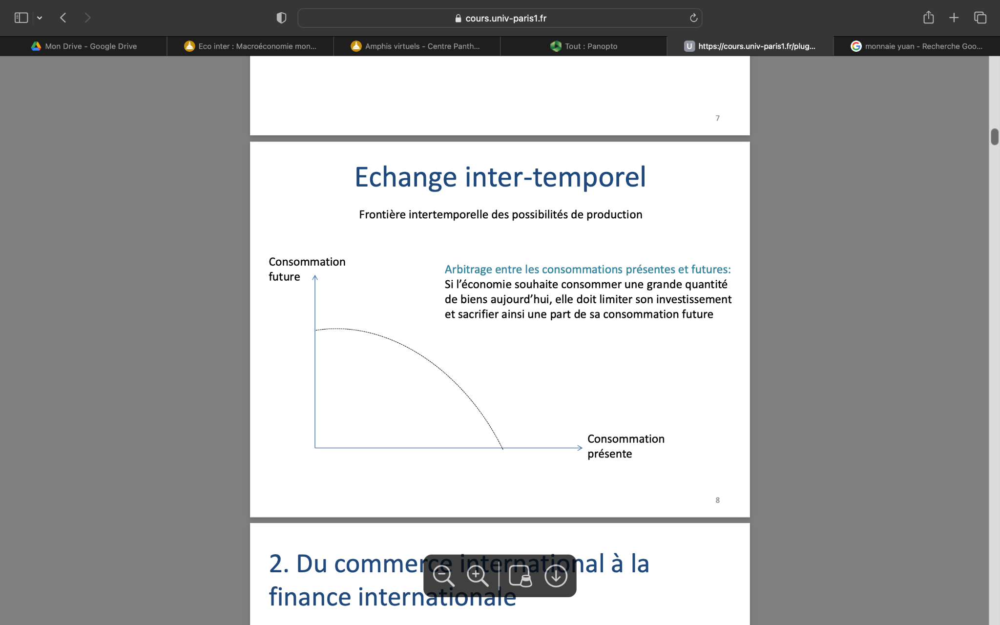 cours.univ-paris1.fr
Mon Drive - Google Drive
Eco inter : Macroéconomie mon...
Amphis virtuels - Centre Panth...
Tout : Panopto
U https://cours.univ-paris1.fr/plug...
G monnaie yuan - Recherche Goo...
7
Echange inter-temporel
Frontière intertemporelle des possibilités de production
Consommation
future
Arbitrage entre les consommations présentes et futures:
Si l’économie souhaite consommer une grande quantité
de biens aujourd’hui, elle doit limiter son investissement
et sacrifier ainsi une part de sa consommation future
Consommation
présente
8
2. Du commerce international à la
finance internationale